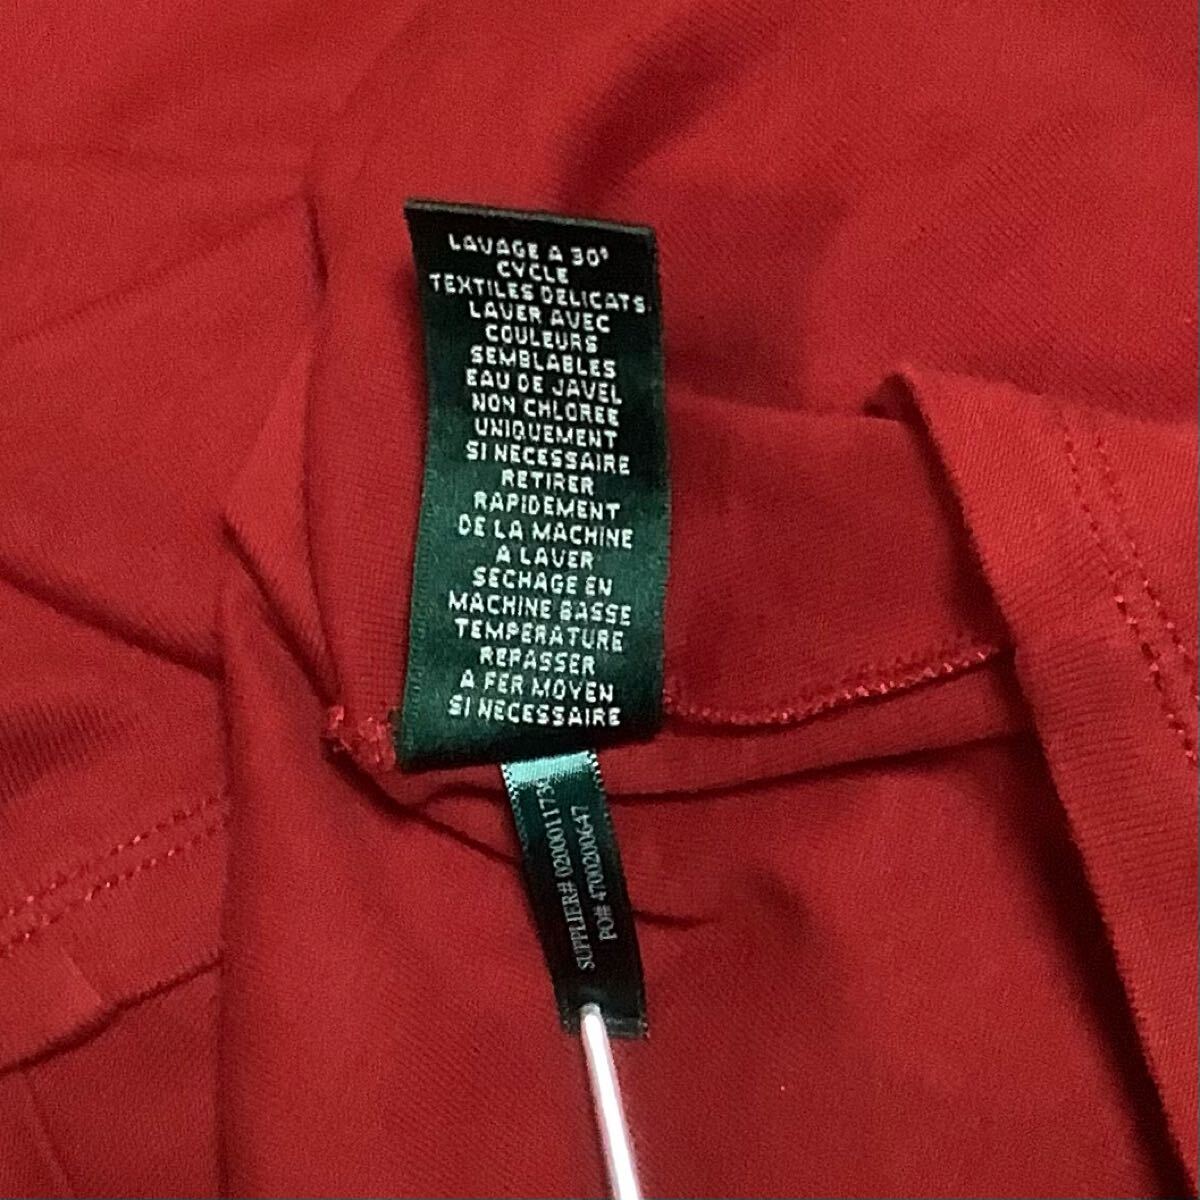 LAVAGE A 30°
CYCLE
TEXTILES DELICATS.
LAVER AVEC
COULEURS
SEMBLABLES
EAU DE JAVEL
NON CHLOREE
UNIQUEMENT
SI NECESSAIRE
RETIRER
RAPIDEMENT
DE LA MACHINE
A LAVER
SECHAGE EN
MACHINE BASSE
TEMPERATURE
REPASSER
A FER MOYEN
SI NECESSAIRE
SUPPLIER#
PO# 4700200647